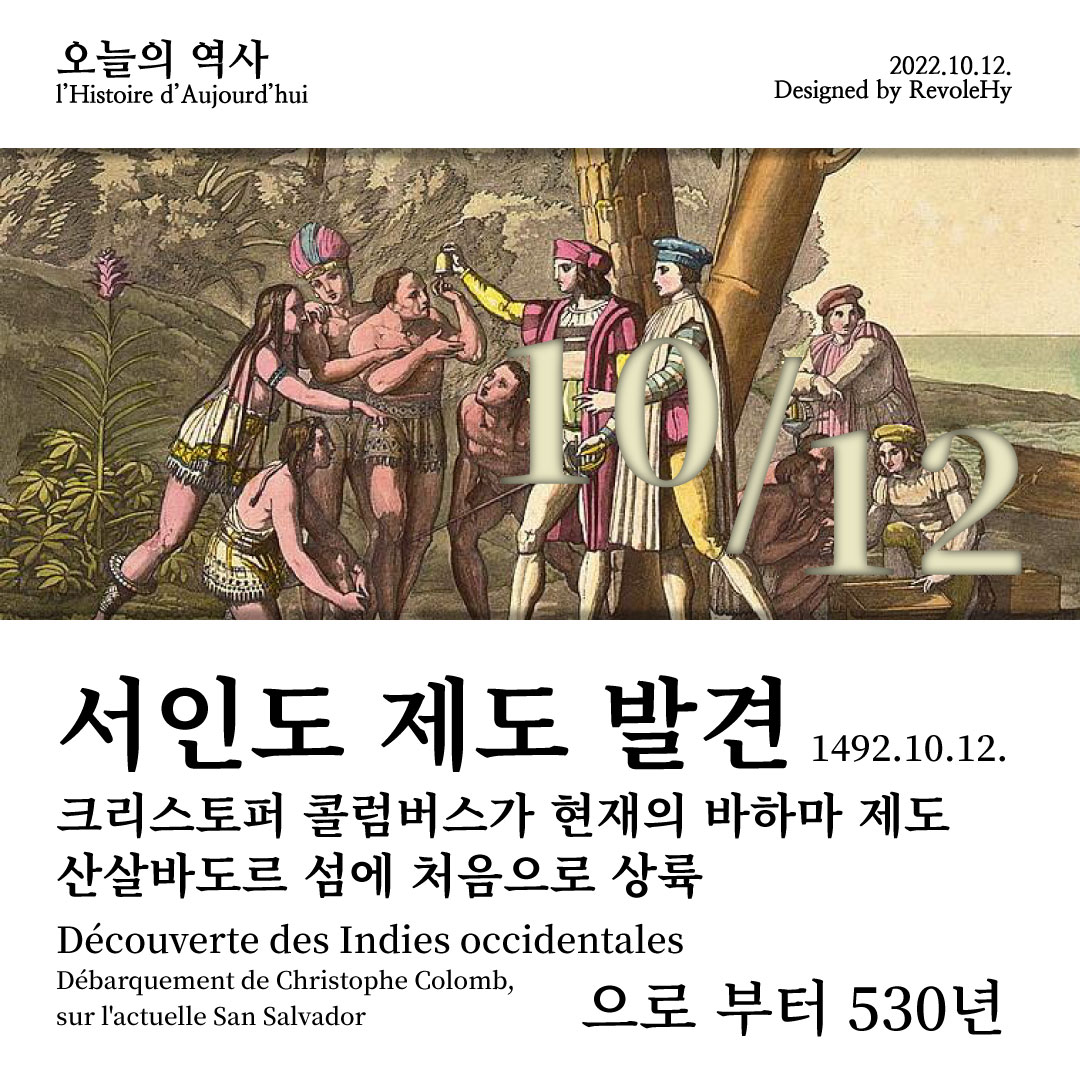 오늘의 역사
l’Histoire d’Aujourd’hui
2022.10.12.
Designed by RevoleHy
10/12
서인도 제도 발견 1492.10.12.
크리스토퍼 콜럼버스가 현재의 바하마 제도
산살바도르 섬에 처음으로 상륙
Découverte des Indies occidentales
Débarquement de Christophe Colomb,
sur l'actuelle San Salvador
으로 부터 530년